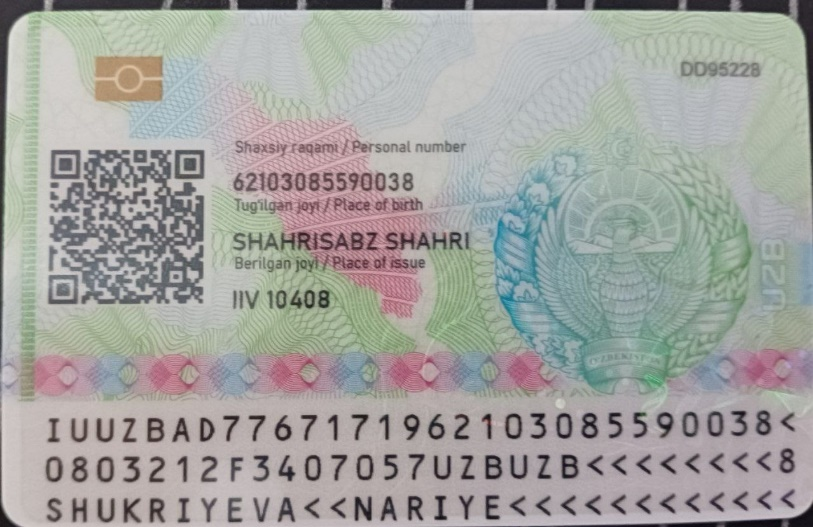 DD95228
Shaxsiy raqami / Personal number
62103085590038
Tug'ilgan joyi / Place of birth
SHAHRISABZ SHAHRI
Berilgan joyi / Place of issue
IIV 10408
UZB
O'ZBEKISTON
IUUZBAD7767171962103085590038<
0803212F3407057UZBUZB<<<<<<<<8
SHUKRIYEVA<<NARIYE<<<<<<<<<<<<